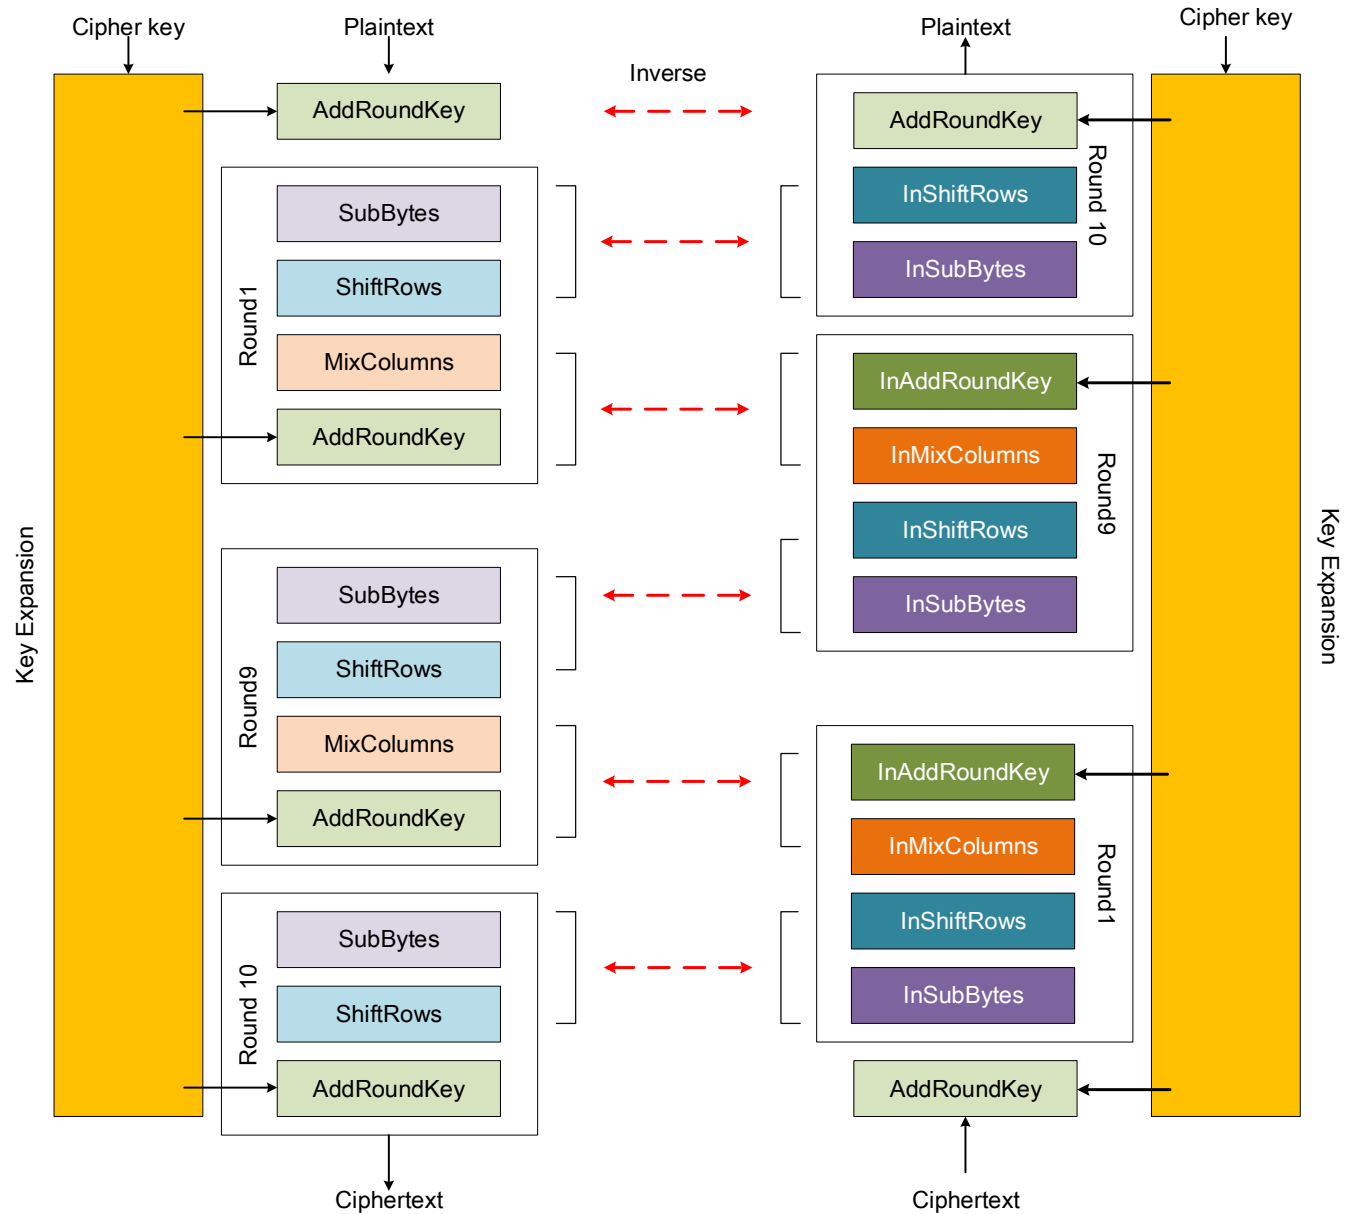 Cipher key
Plaintext
Inverse
Plaintext
Cipher key
Key Expansion
AddRoundKey
Round1
SubBytes
ShiftRows
MixColumns
AddRoundKey
Round9
SubBytes
ShiftRows
MixColumns
AddRoundKey
Round 10
SubBytes
ShiftRows
AddRoundKey
Ciphertext
AddRoundKey
InShiftRows
InSubBytes
Round 10
InAddRoundKey
InMixColumns
InShiftRows
InSubBytes
Round9
InAddRoundKey
InMixColumns
InShiftRows
InSubBytes
Round1
AddRoundKey
Ciphertext
Key Expansion